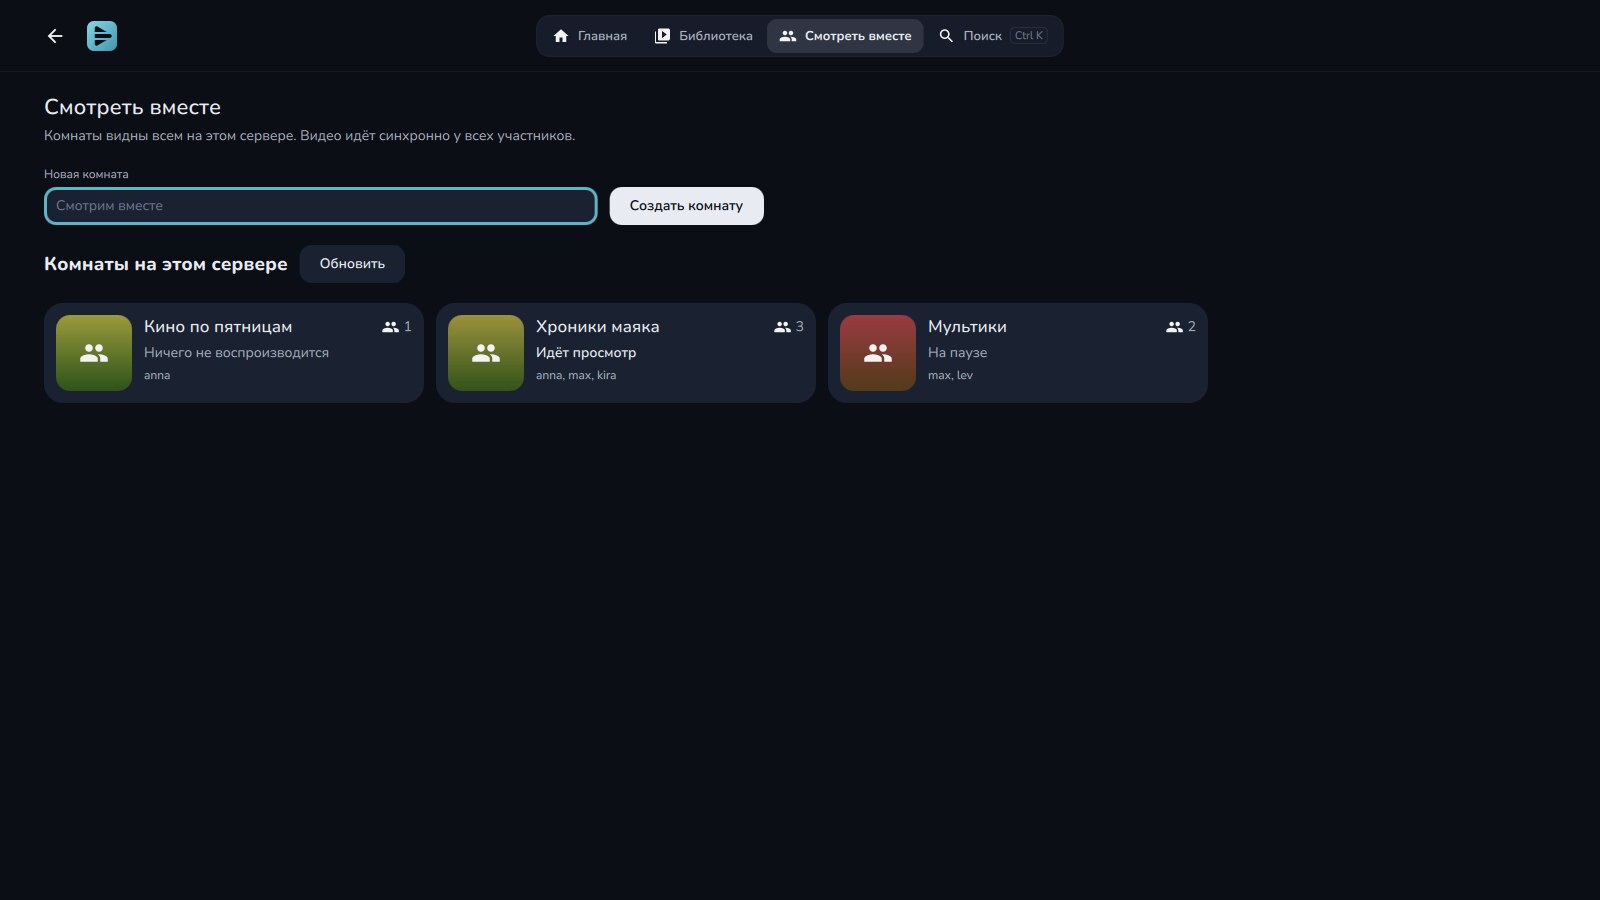 Главная
Библиотека
Смотреть вместе
Поиск
Ctrl K
Смотреть вместе
Комнаты видны всем на этом сервере. Видео идёт синхронно у всех участников.
Новая комната
Смотрим вместе
Создать комнату
Комнаты на этом сервере
Обновить
Кино по пятницам
1
Ничего не воспроизводится
anna
Хроники маяка
3
Идёт просмотр
anna, max, kira
Мультики
2
На паузе
max, lev